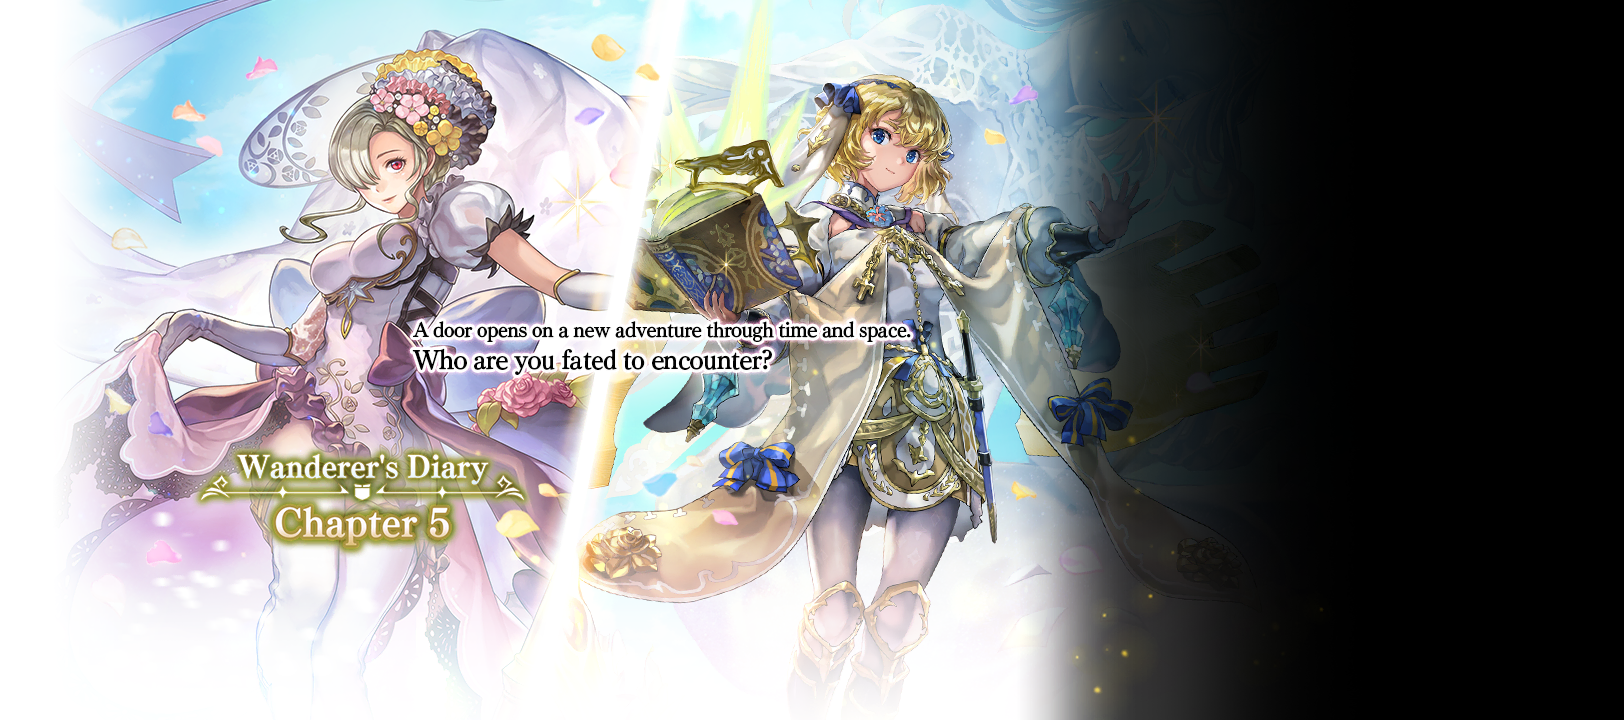 A door opens on a new adventure through time and space.
Who are you fated to encounter?
Wanderer's Diary
Chapter 5